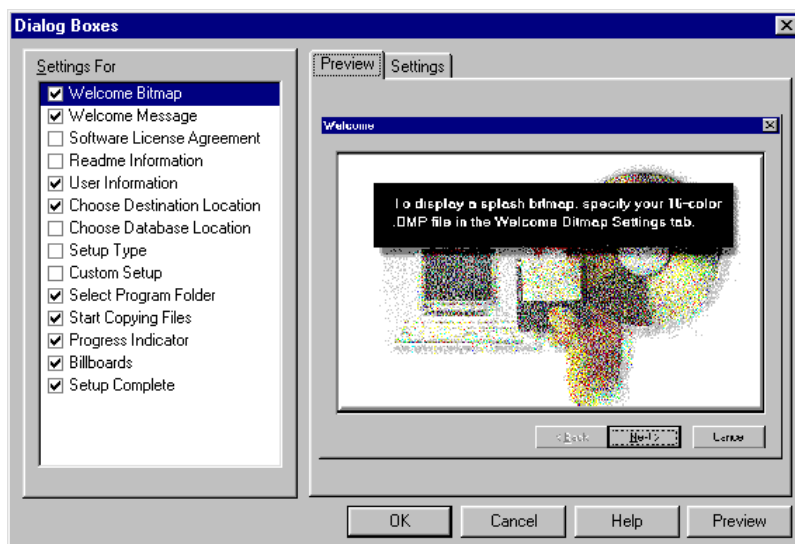 Dialog Boxes
Settings For
Welcome Bitmap
Welcome Message
Software License Agreement
Readme Information
User Information
Choose Destination Location
Choose Database Location
Setup Type
Custom Setup
Select Program Folder
Start Copying Files
Progress Indicator
Billboards
Setup Complete
Preview
Settings
Welcome
To display a splash bitmap, specify your 16-color
.BMP file in the Welcome Bitmap Settings tab.
< Back
Next >
Cancel
OK
Cancel
Help
Preview